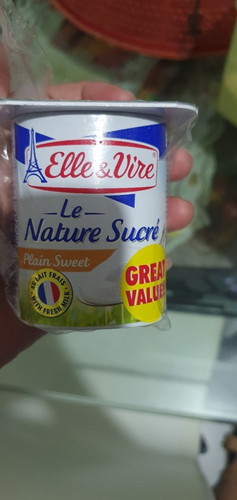 Elle & Vire
Le
Nature Sucré
Plain Sweet
GREAT
VALUE!
AU LAIT FRAIS
WITH FRESH MILK